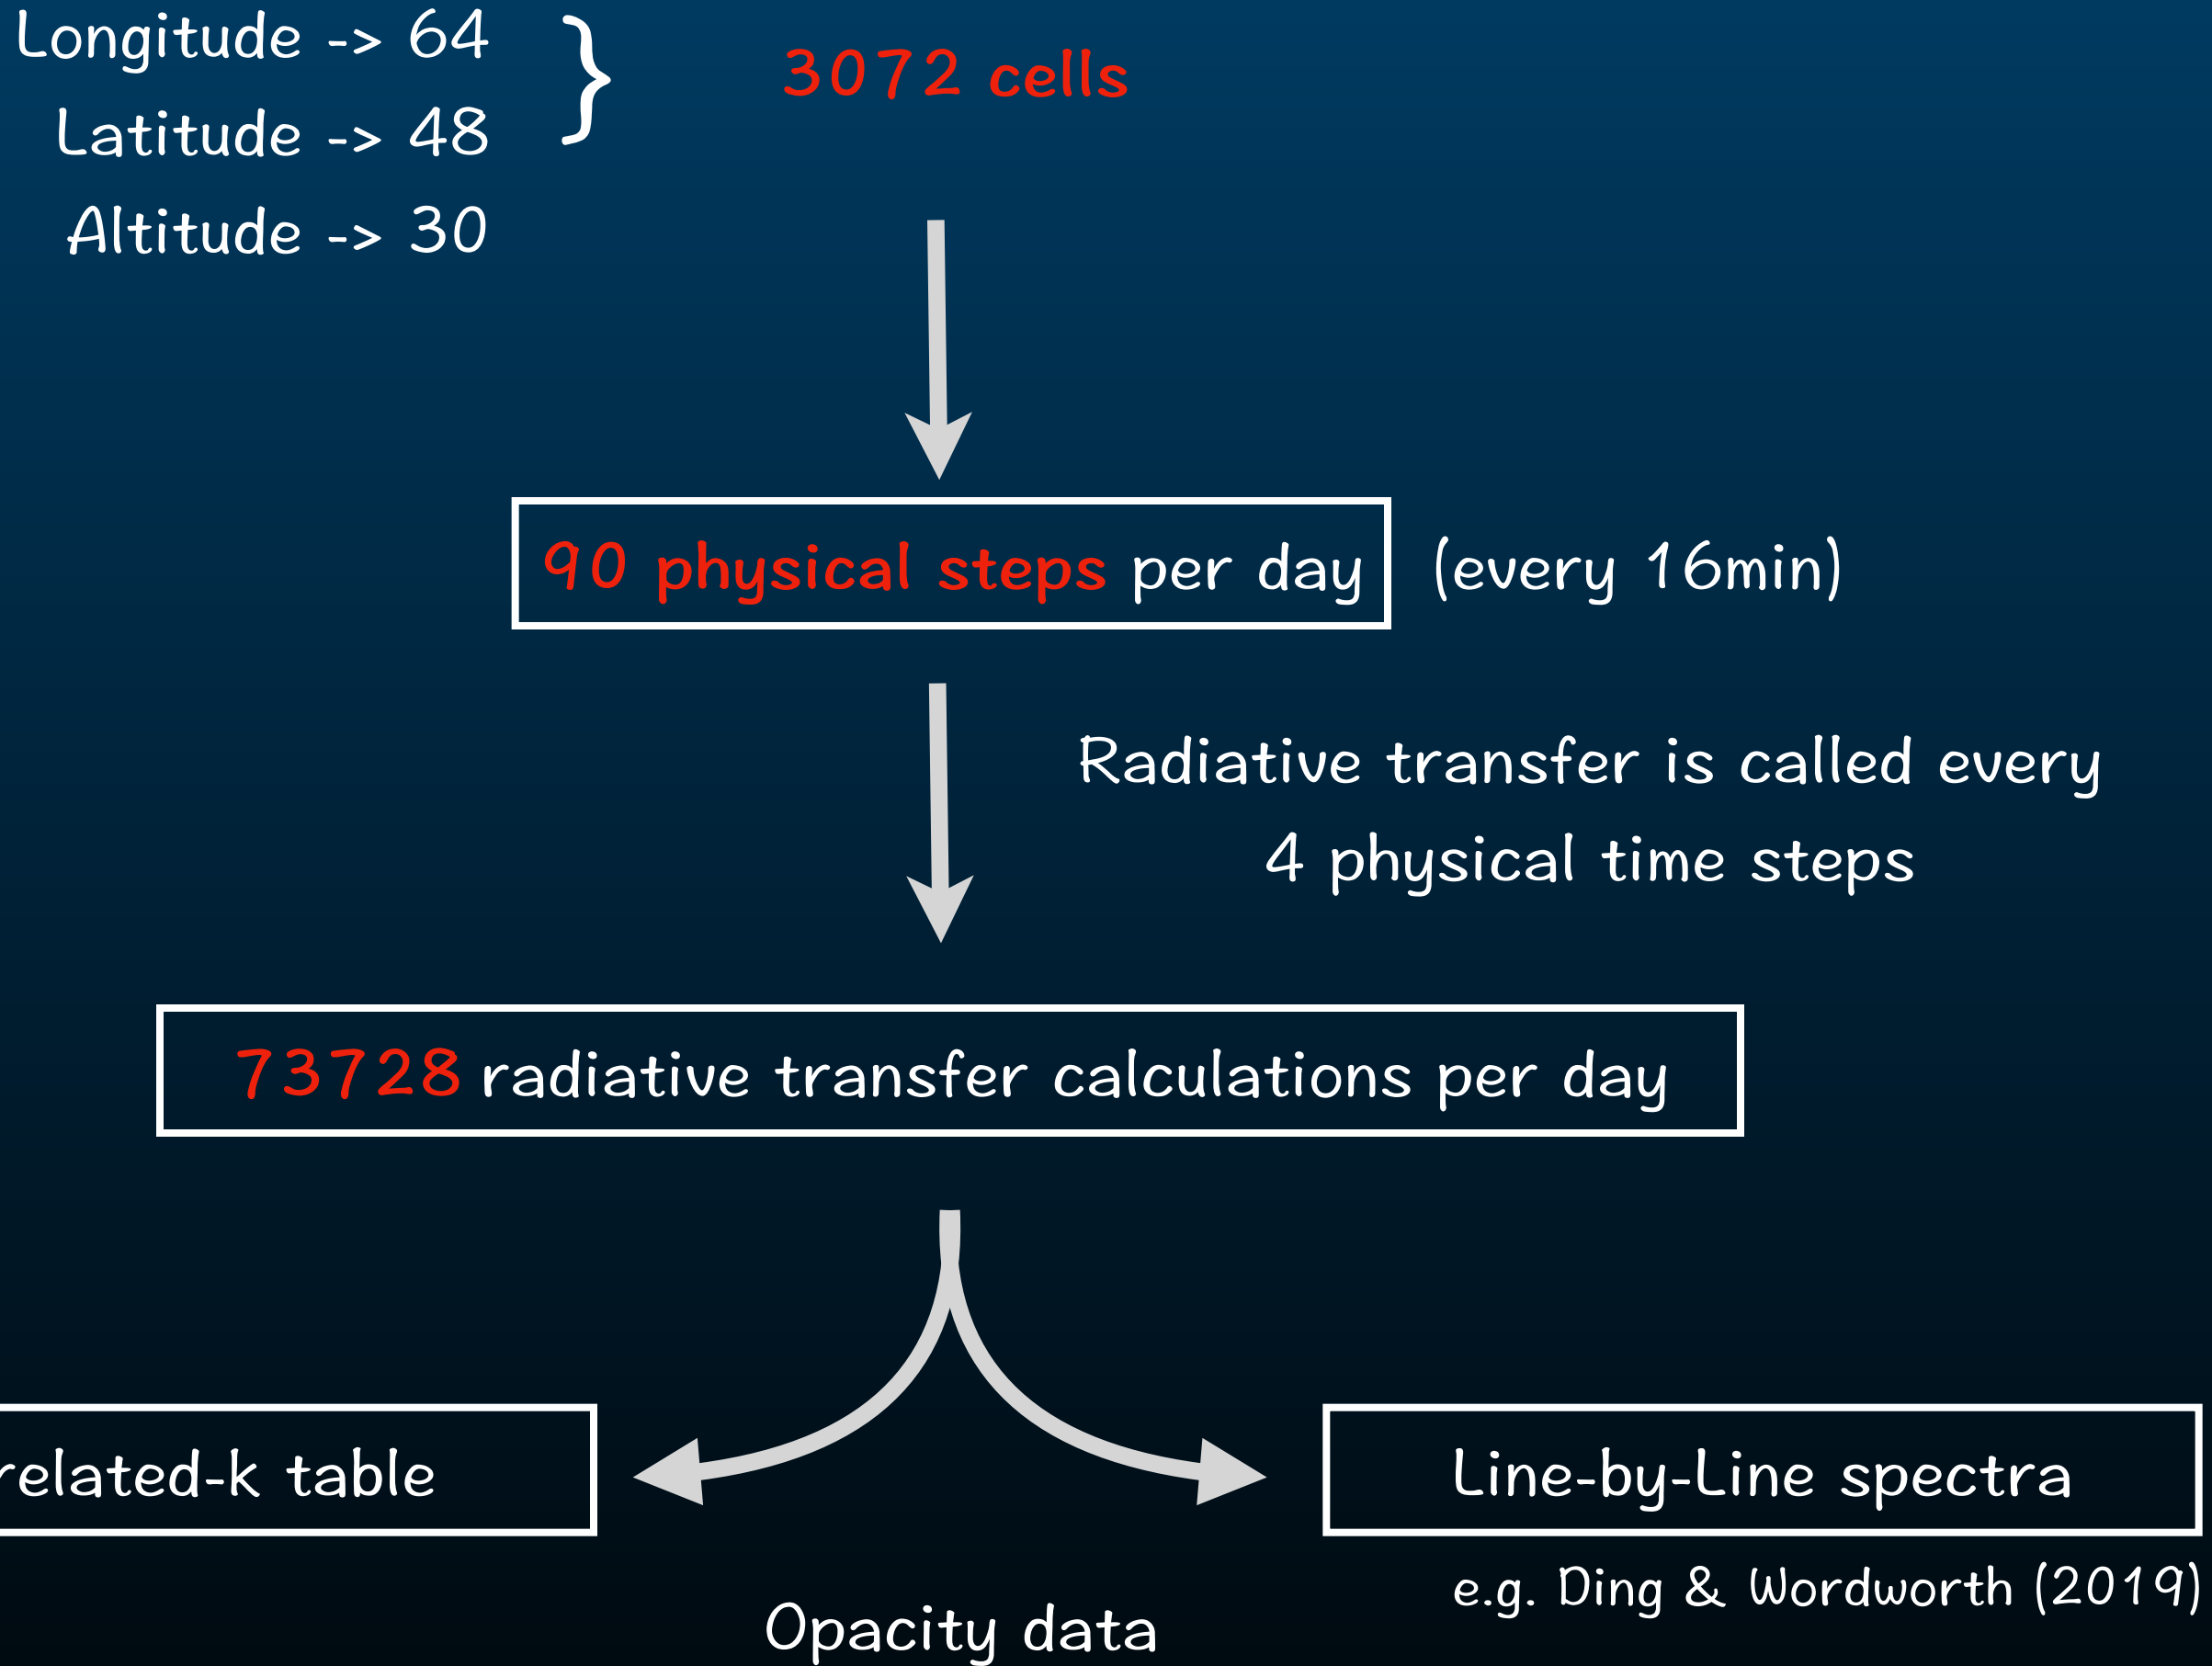 Longitude -> 64
Latitude -> 48
Altitude -> 30
}
3072 cells
90 physical steps per day (every 16min)
Radiative transfer is called every
4 physical time steps
73728 radiative transfer calculations per day
related-k table
Line-by-Line spectra
e.g. Ding & Wordworth (2019)
Opacity data